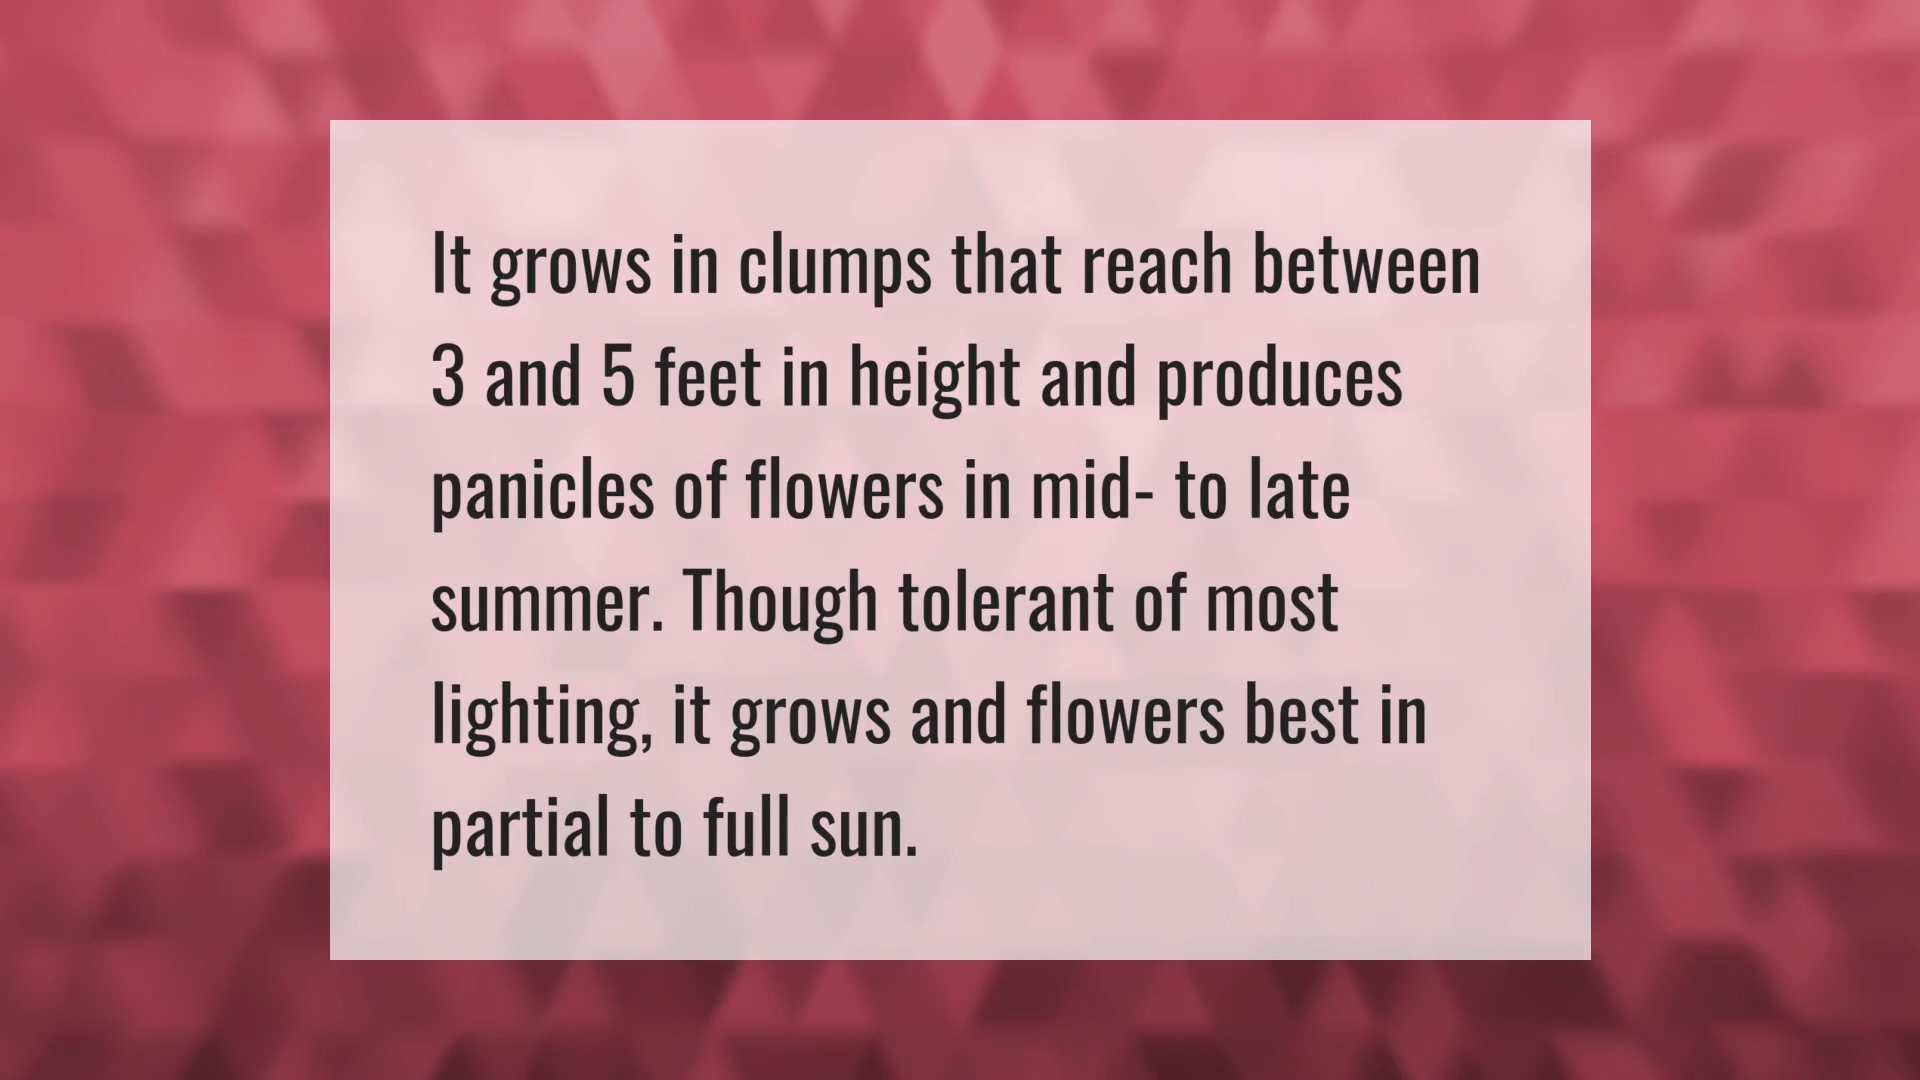 It grows in clumps that reach between
3 and 5 feet in height and produces
panicles of flowers in mid- to late
summer. Though tolerant of most
lighting, it grows and flowers best in
partial to full sun.